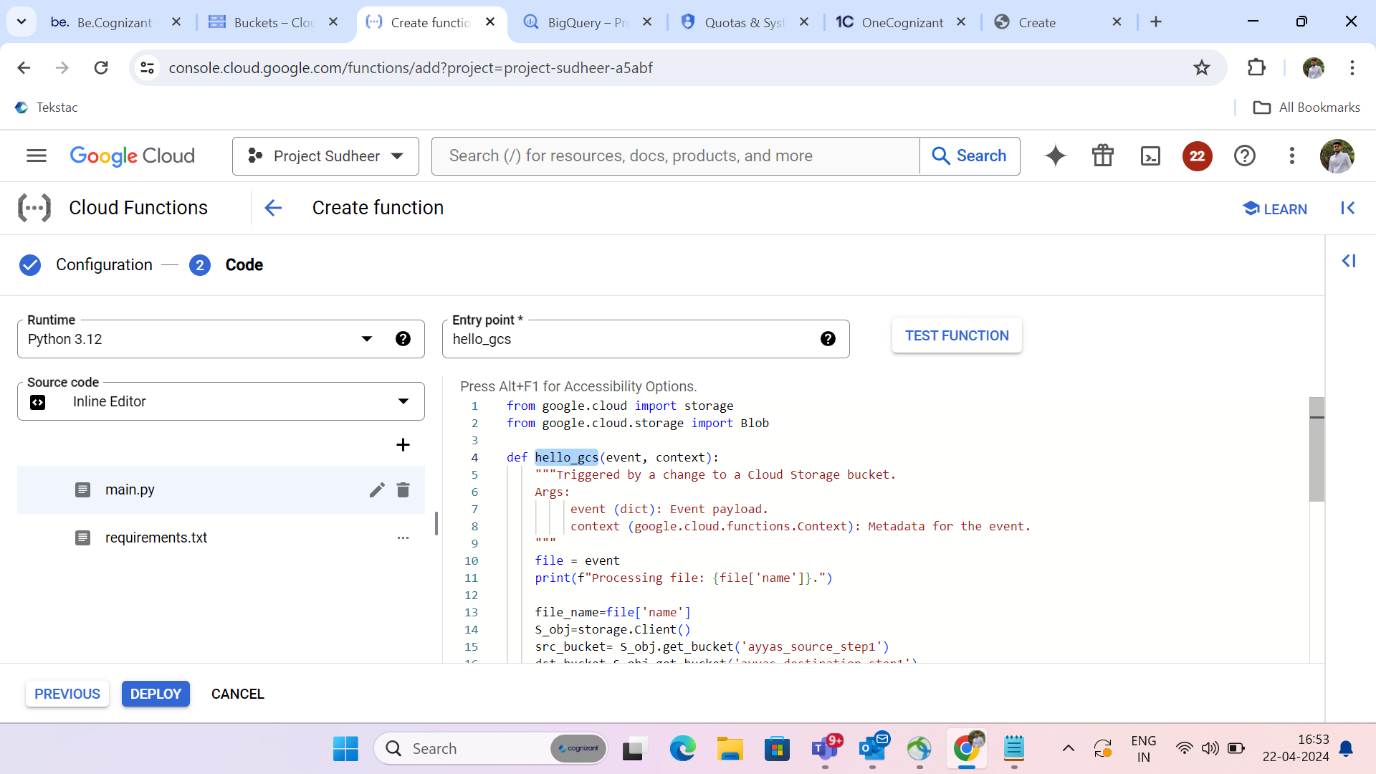 be. Be.Cognizant
Buckets – Clou
Create functio
BigQuery – Pr
Quotas & Syst
1C OneCognizant
Create
console.cloud.google.com/functions/add?project=project-sudheer-a5abf
Tekstac
All Bookmarks
Google Cloud
Project Sudheer
Search (/) for resources, docs, products, and more
Search
22
Cloud Functions
Create function
LEARN
Configuration
2 Code
Runtime
Python 3.12
Entry point *
hello_gcs
TEST FUNCTION
Source code
Inline Editor
main.py
requirements.txt
Press Alt+F1 for Accessibility Options.
1 from google.cloud import storage
2 from google.cloud.storage import Blob
3
4 def hello_gcs(event, context):
5 """Triggered by a change to a Cloud Storage bucket.
6 Args:
7 event (dict): Event payload.
8 context (google.cloud.functions.Context): Metadata for the event.
9 """
10 file = event
11 print(f"Processing file: {file['name']}.")
12
13 file_name=file['name']
14 S_obj=storage.Client()
15 src_bucket= S_obj.get_bucket('ayyas_source_step1')
PREVIOUS
DEPLOY
CANCEL
Search
cognizant
9+
ENG
IN
16:53
22-04-2024